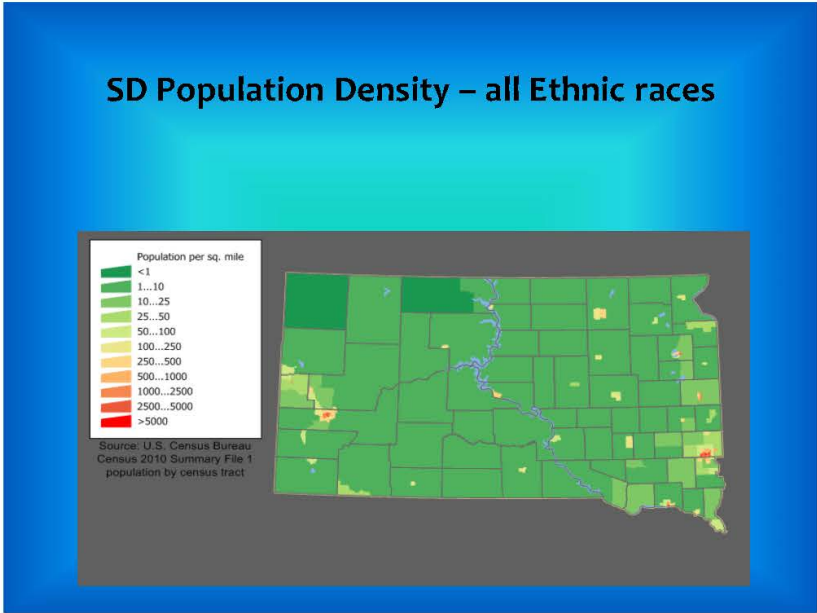 SD Population Density – all Ethnic races
Population per sq. mile
<1
1...10
10...25
25...50
50...100
100...250
250...500
500...1000
1000...2500
2500...5000
>5000
Source: U.S. Census Bureau
Census 2010 Summary File 1
population by census tract